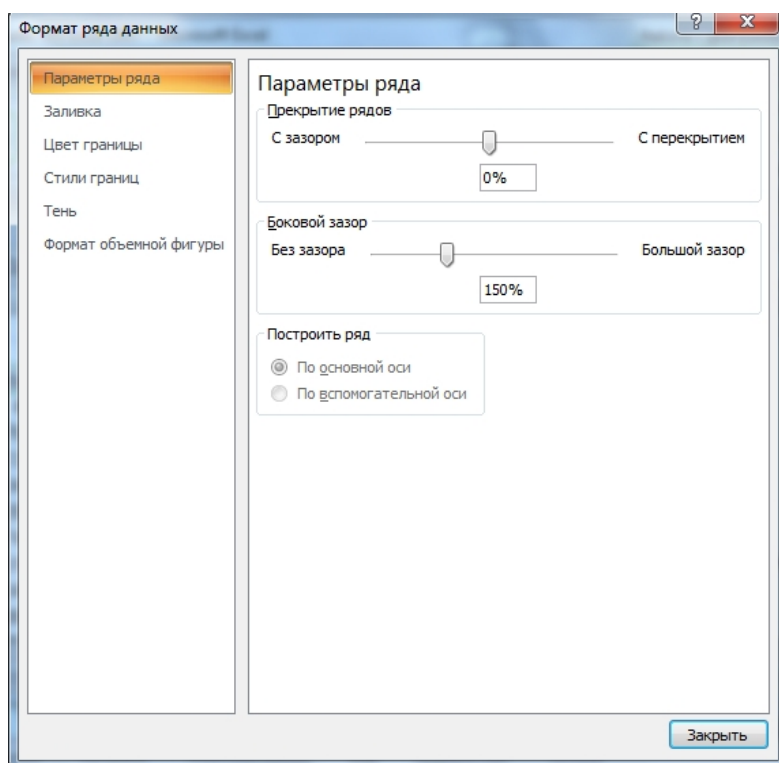 Формат ряда данных
Параметры ряда
Заливка
Цвет границы
Стили границ
Тень
Формат объемной фигуры
Параметры ряда
Прекрытие рядов
С зазором С перекрытием
0%
Боковой зазор
Без зазора Большой зазор
150%
Построить ряд
По основной оси
По вспомогательной оси
Закрыть